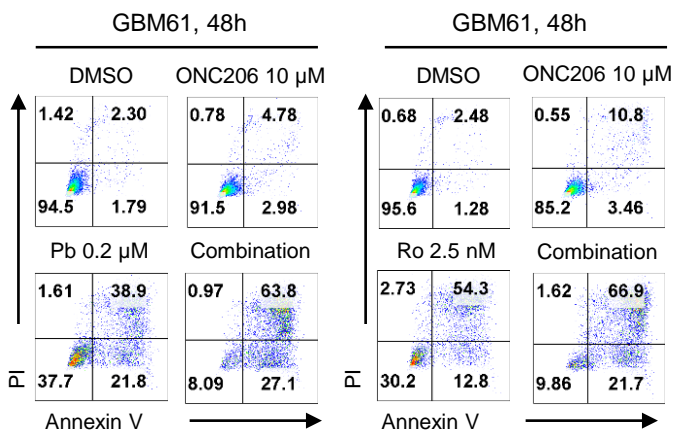 GBM61, 48h
DMSO ONC206 10 µM
1.42 2.30 0.78 4.78
94.5 1.79 91.5 2.98
Pb 0.2 µM Combination
1.61 38.9 0.97 63.8
37.7 21.8 8.09 27.1
PI
Annexin V
GBM61, 48h
DMSO ONC206 10 µM
0.68 2.48 0.55 10.8
95.6 1.28 85.2 3.46
Ro 2.5 nM Combination
2.73 54.3 1.62 66.9
30.2 12.8 9.86 21.7
PI
Annexin V